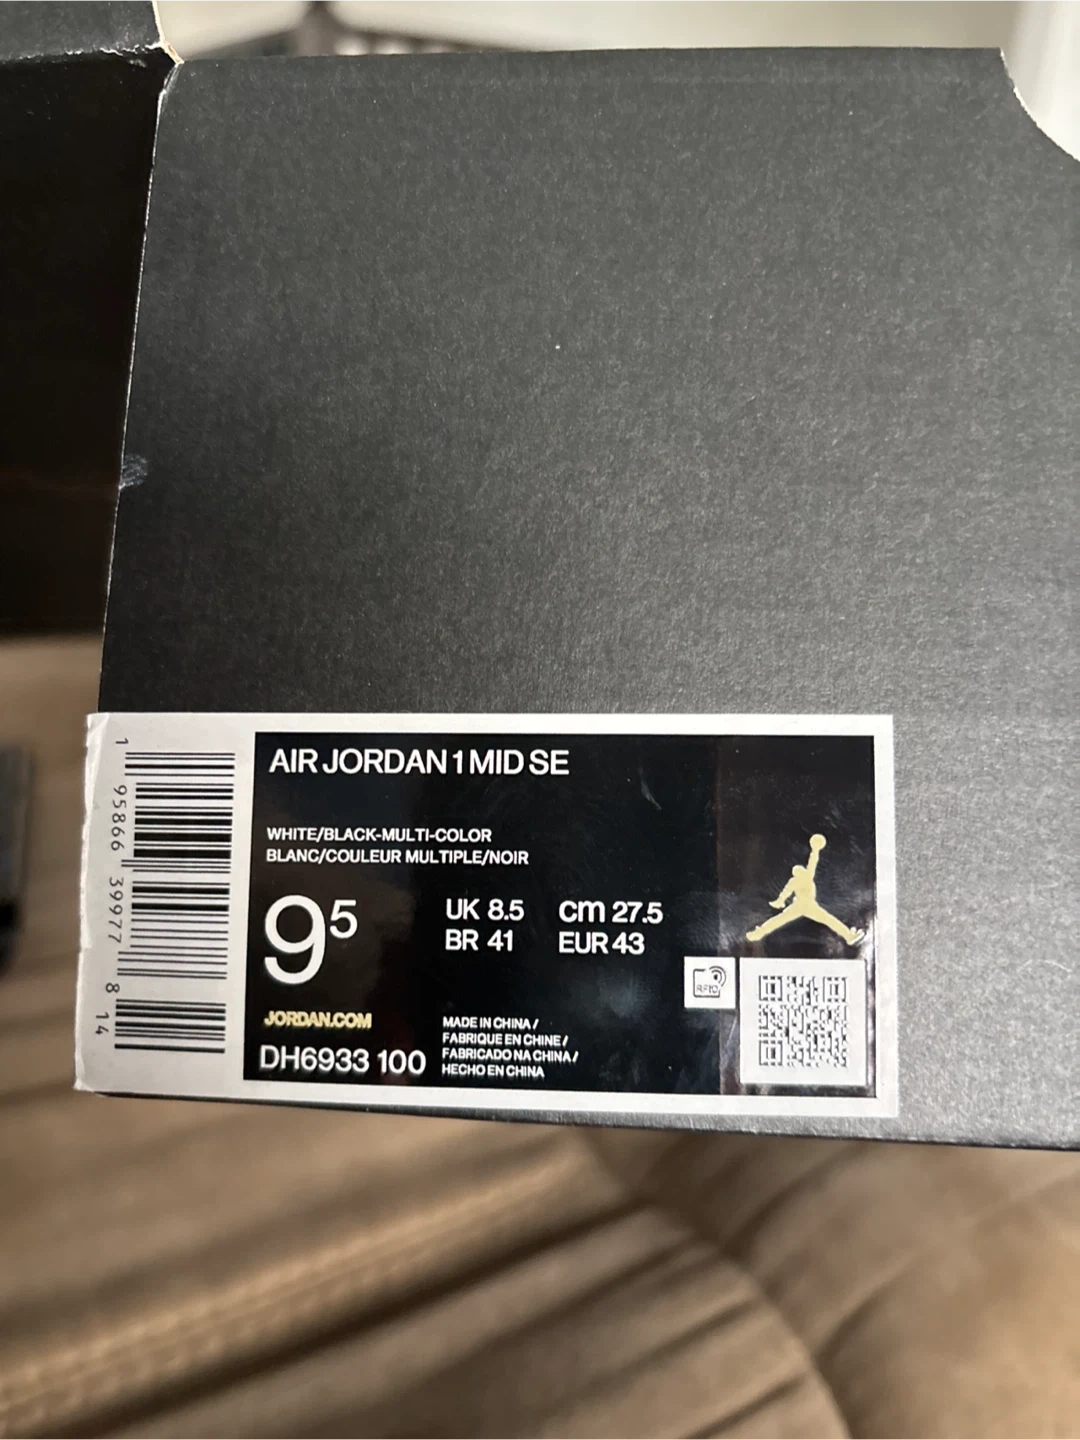 1 95866 39977 8 14
AIR JORDAN 1 MID SE
WHITE/BLACK-MULTI-COLOR
BLANC/COULEUR MULTIPLE/NOIR
9⁵
UK 8.5 cm 27.5
BR 41 EUR 43
RFID
JORDAN.COM
DH6933 100
MADE IN CHINA /
FABRIQUE EN CHINE /
FABRICADO NA CHINA /
HECHO EN CHINA